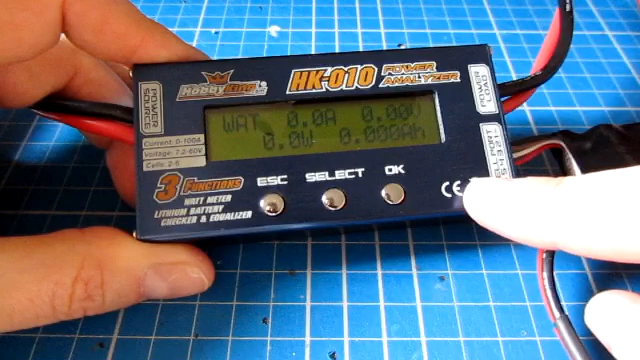 HobbyKing
HK-010 POWER ANALYZER
POWER SOURCE
POWER LOAD
WAT 0.0A 0.00V
0.0W 0.000Ah
Current: 0-100A
Voltage: 7.2-60V
Cells: 2-6
3 FUNCTIONS
WATT METER
LITHIUM BATTERY
CHECKER & EQUALIZER
ESC SELECT OK
CE